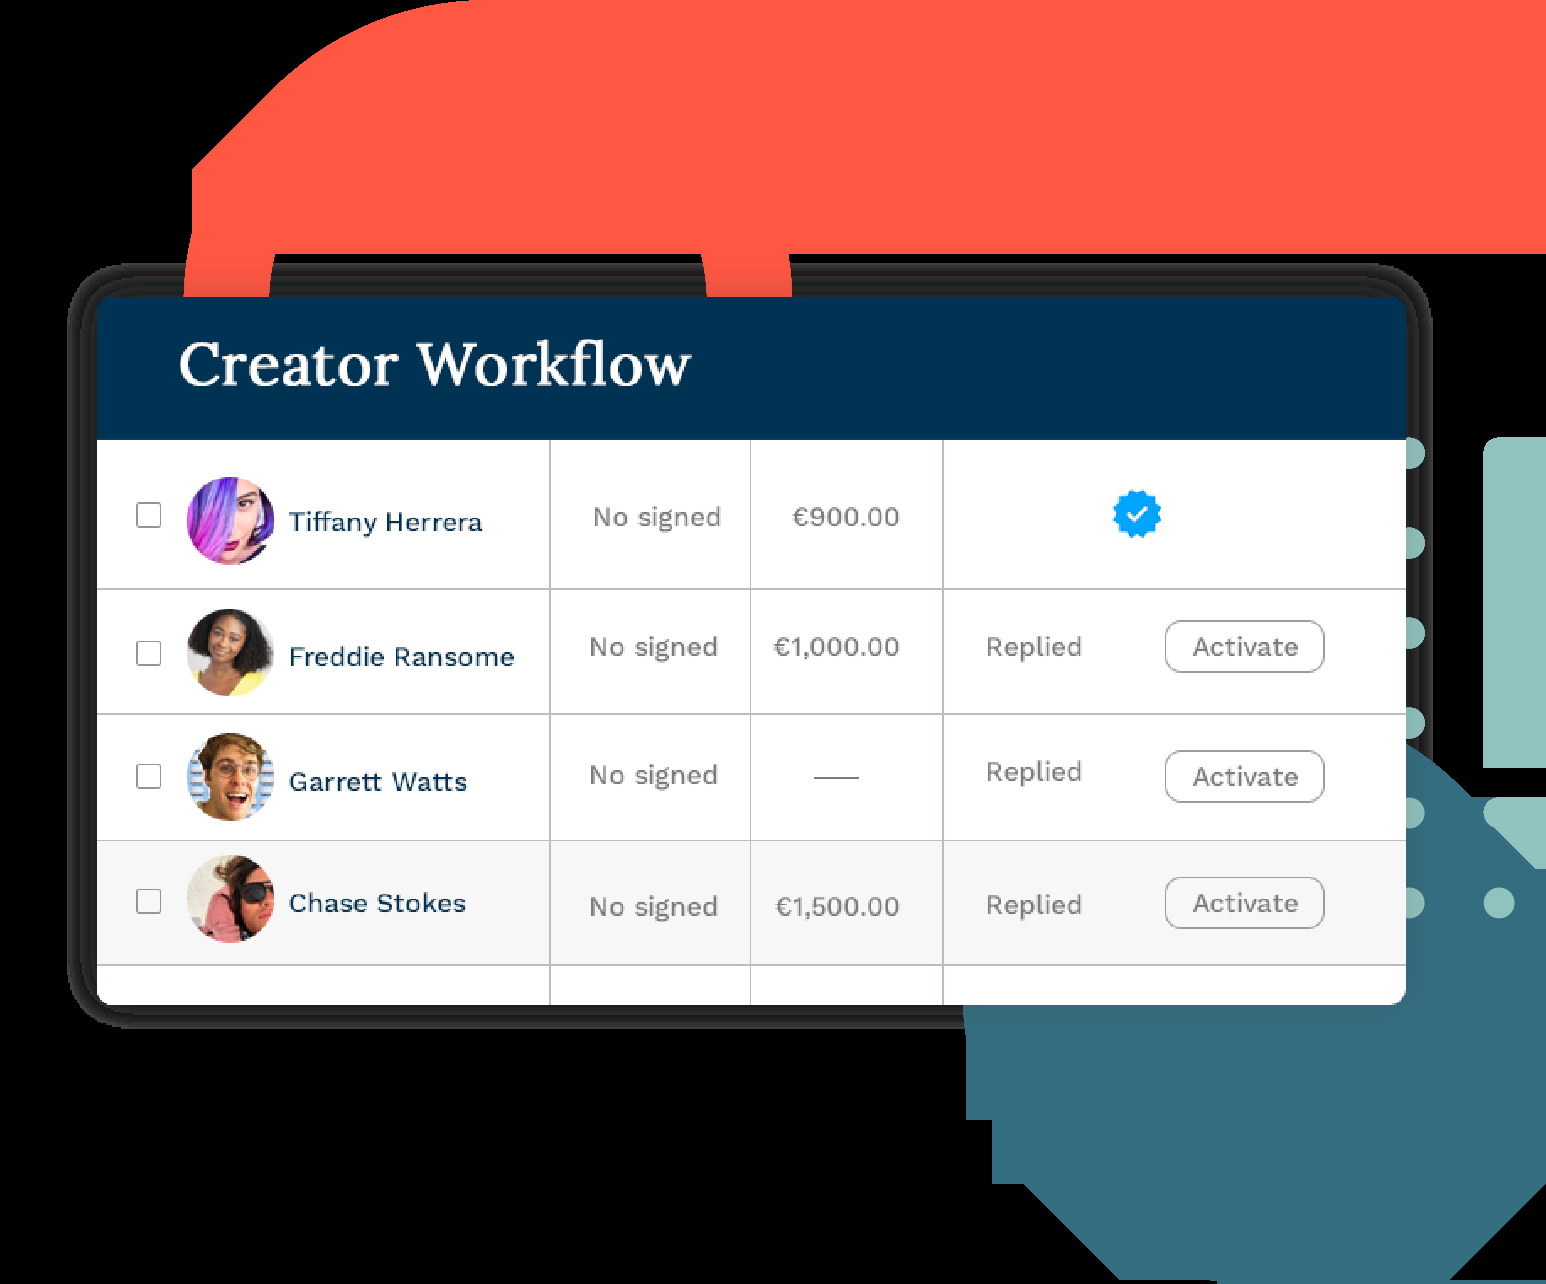 Creator Workflow
Tiffany Herrera No signed €900.00
Freddie Ransome No signed €1,000.00 Replied Activate
Garrett Watts No signed — Replied Activate
Chase Stokes No signed €1,500.00 Replied Activate